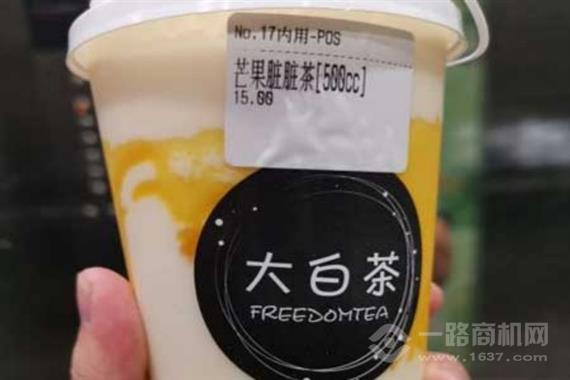 No.17内用-POS
芒果脏脏茶[500cc]
15.00
大白茶
FREEDOMTEA
一路商机网
www.1637.com